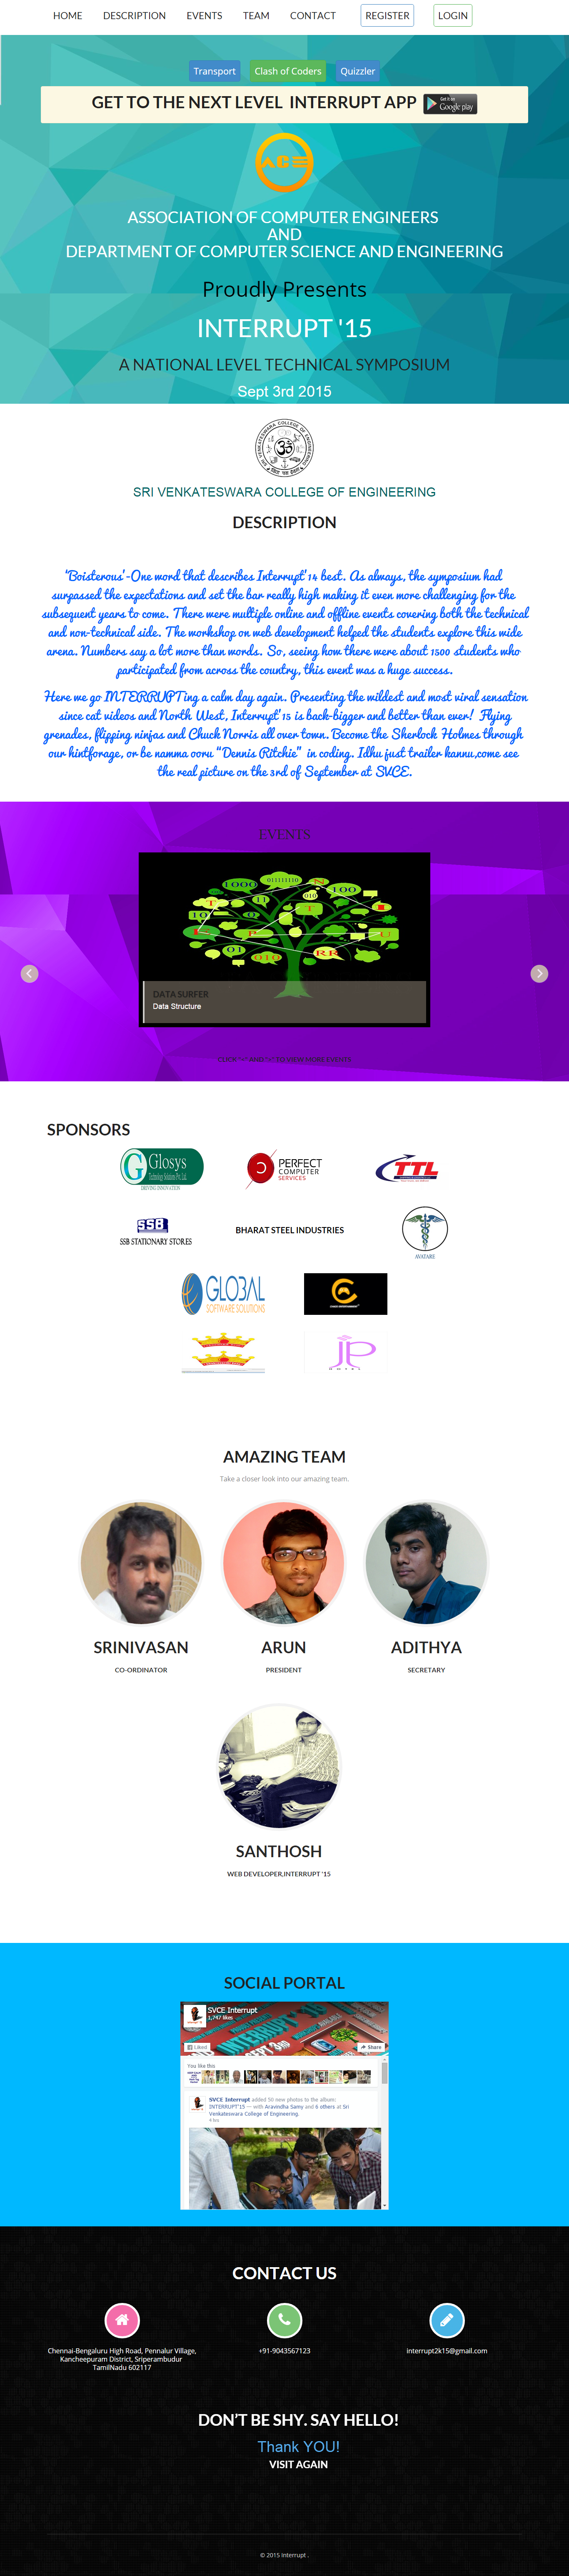 HOME DESCRIPTION EVENTS TEAM CONTACT REGISTER LOGIN
Transport Clash of Coders Quizzler
GET TO THE NEXT LEVEL INTERRUPT APP Get it on Google play
ACE
ASSOCIATION OF COMPUTER ENGINEERS
AND
DEPARTMENT OF COMPUTER SCIENCE AND ENGINEERING
Proudly Presents
INTERRUPT '15
A NATIONAL LEVEL TECHNICAL SYMPOSIUM
Sept 3rd 2015
SRI VENKATESWARA COLLEGE OF ENGINEERING
DESCRIPTION
'Boisterous'-One word that describes Interrupt'14 best. As always, the symposium had
surpassed the expectations and set the bar really high making it even more challenging for the
subsequent years to come. There were multiple online and offline events covering both the technical
and non-technical side. The workshop on web development helped the students explore this wide
arena. Numbers say a lot more than words. So, seeing how there were about 1500 students who
participated from across the country, this event was a huge success.
Here we go INTERRUPTing a calm day again. Presenting the wildest and most viral sensation
since cat videos and North West, Interrupt'15 is back-bigger and better than ever! Flying
grenades, flipping ninjas and Chuck Norris all over town. Become the Sherlock Holmes through
our hintforage, or be namma ooru "Dennis Ritchie" in coding. Idhu just trailer kannu,come see
the real picture on the 3rd of September at SVCE.
EVENTS
DATA SURFER
Data Structure
SPONSORS
Glosys
Technology Solutions Pvt. Ltd.
DRIVING INNOVATION
PERFECT
COMPUTER
SERVICES
TTL
SSB
SSB STATIONARY STORES
BHARAT STEEL INDUSTRIES
AVATARE
GLOBAL
SOFTWARE SOLUTIONS
JP
AMAZING TEAM
Take a closer look into our amazing team.
SRINIVASAN ARUN ADITHYA
CO-ORDINATOR PRESIDENT SECRETARY
SANTHOSH
WEB DEVELOPER,INTERRUPT '15
SOCIAL PORTAL
SVCE Interrupt
1,747 likes
Liked Share
You like this
SVCE Interrupt added 50 new photos to the album:
INTERRUPT'15 — with Aravindha Samy and 6 others at Sri
Venkateswara College of Engineering.
CONTACT US
Chennai-Bengaluru High Road, Pennalur Village,
Kancheepuram District, Sriperambudur
TamilNadu 602117
+91-9043567123
interrupt2k15@gmail.com
DON'T BE SHY. SAY HELLO!
Thank YOU!
VISIT AGAIN
© 2015 Interrupt .